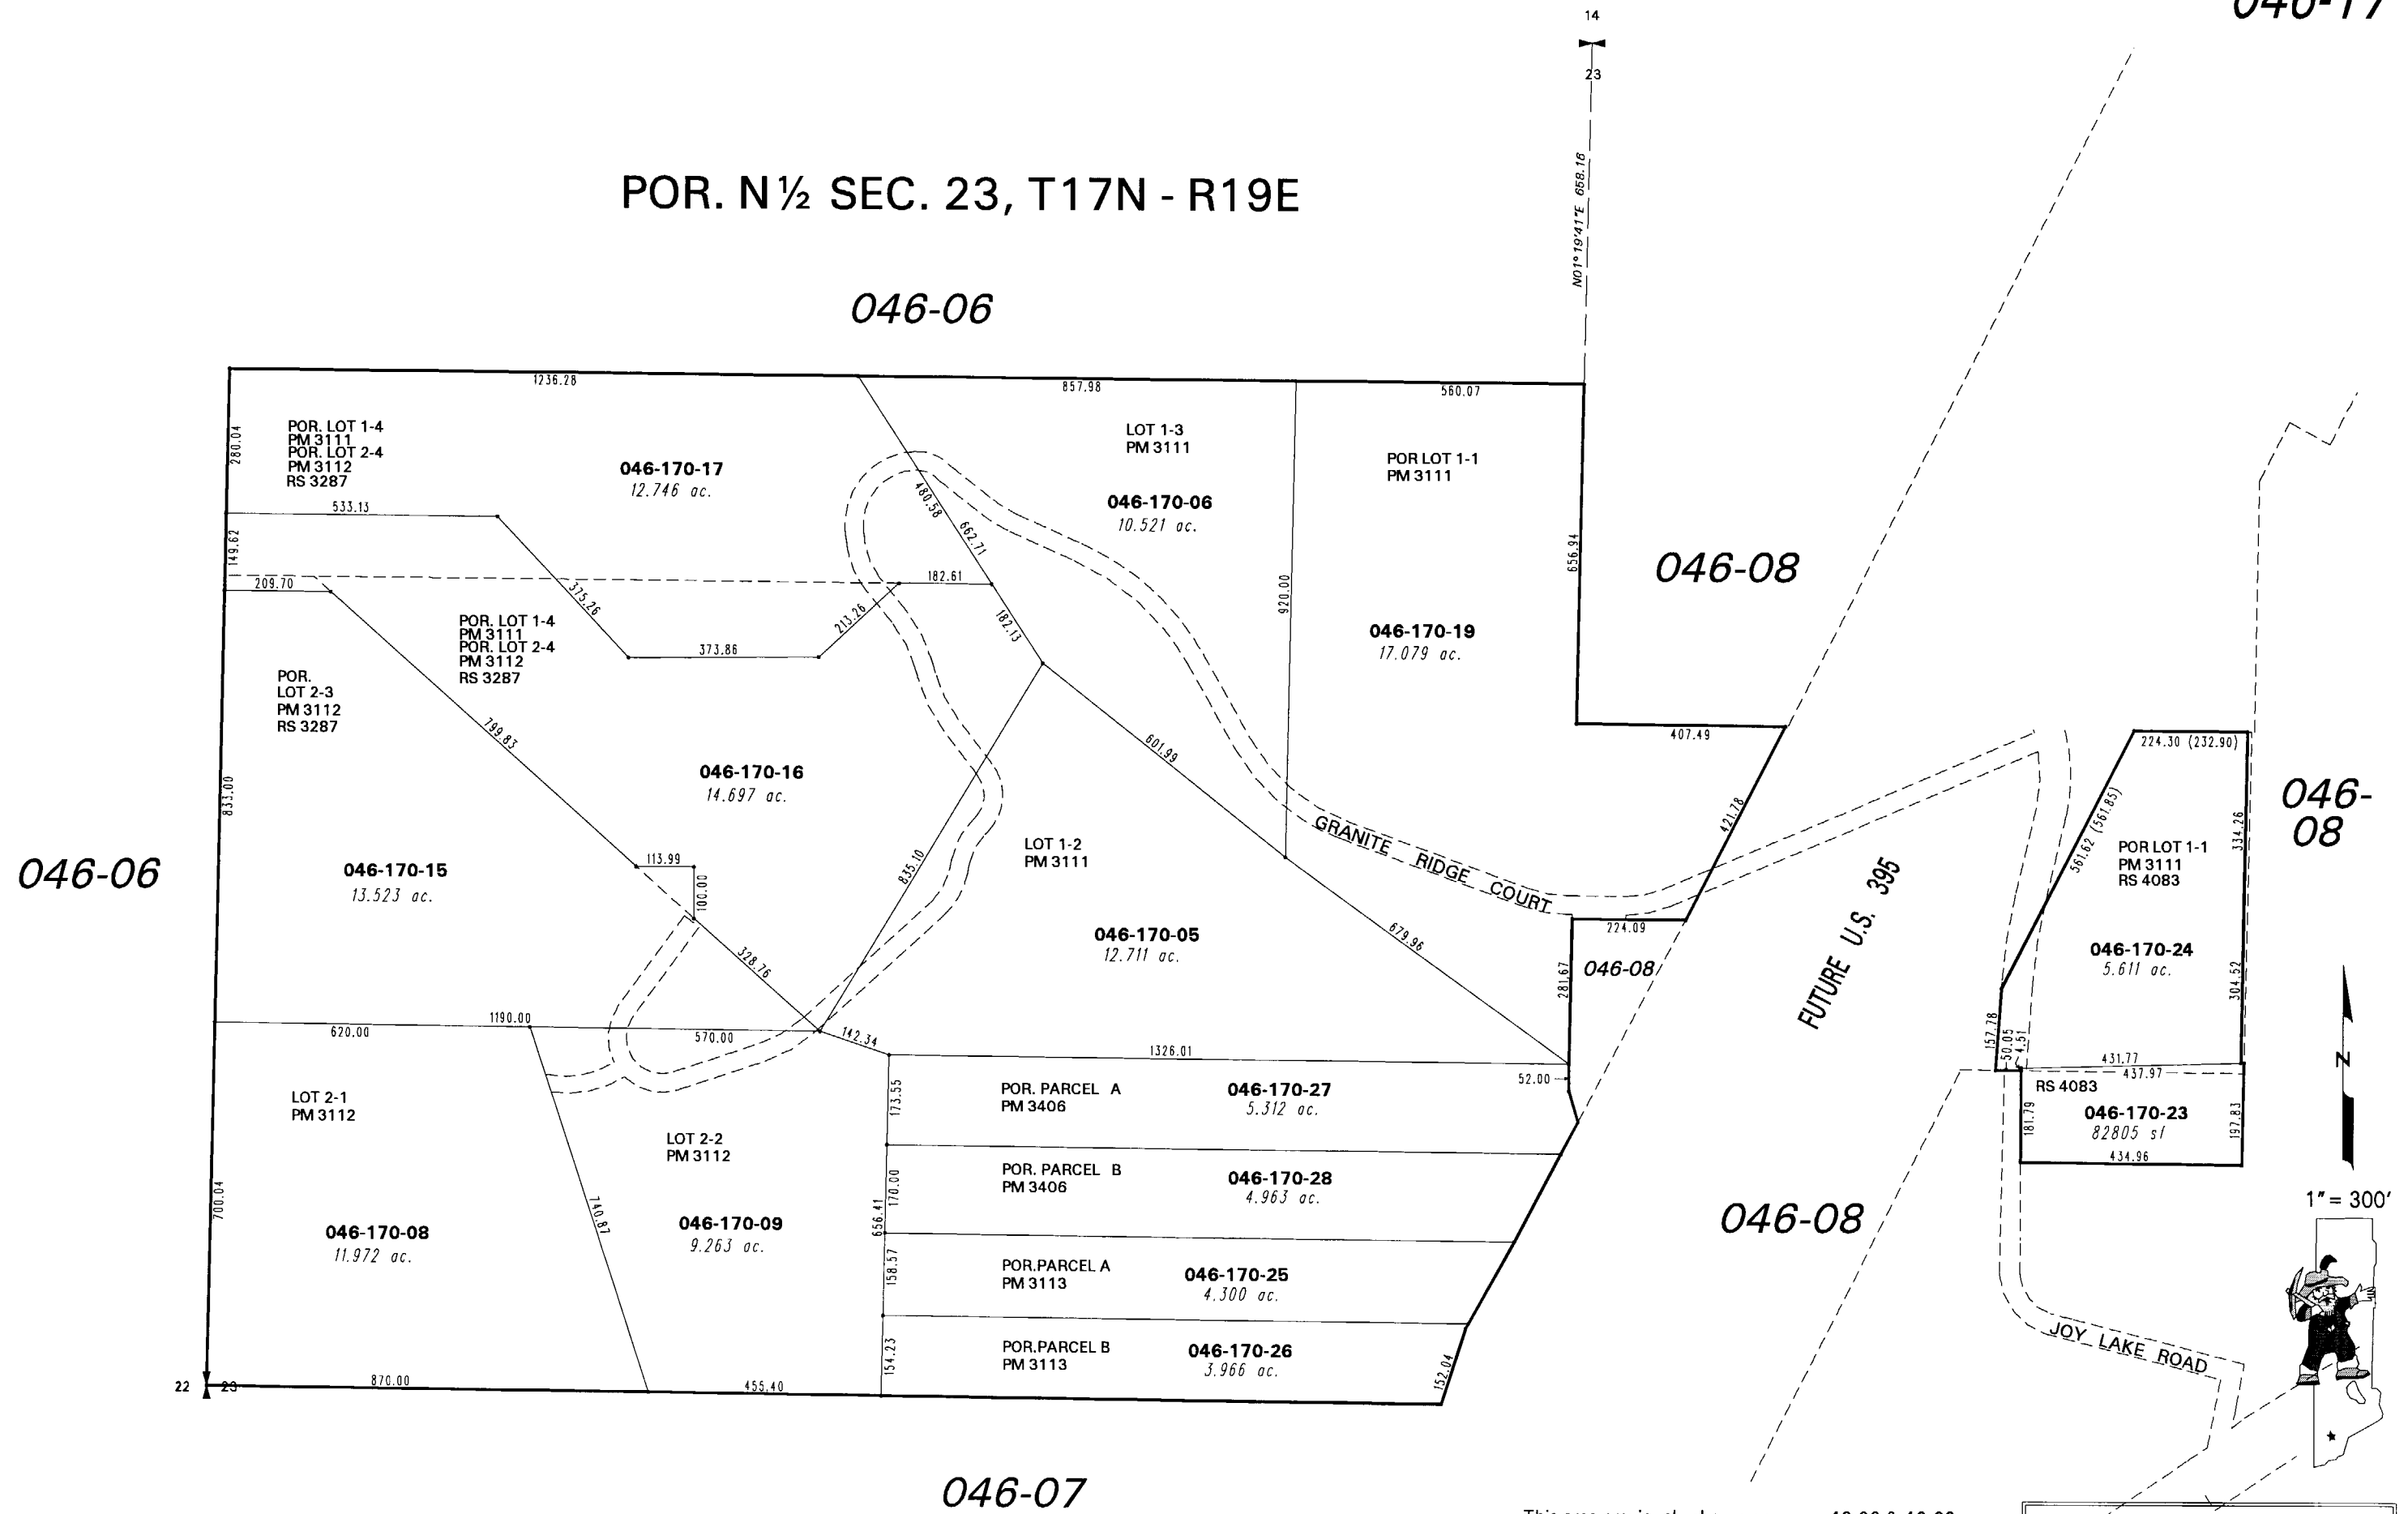 046-17
14
23
N01°19'41"E 658.18
POR. N ½ SEC. 23, T17N - R19E
046-06
1236.28
857.98
560.07
280.04
POR. LOT 1-4
PM 3111
POR. LOT 2-4
PM 3112
RS 3287
046-170-17
12.746 ac.
LOT 1-3
PM 3111
046-170-06
10.521 ac.
POR LOT 1-1
PM 3111
480.58
662.71
533.13
149.62
209.70
375.26
182.61
213.26
182.13
373.86
920.00
656.94
046-08
046-170-19
17.079 ac.
POR. LOT 1-4
PM 3111
POR. LOT 2-4
PM 3112
RS 3287
POR.
LOT 2-3
PM 3112
RS 3287
799.83
601.99
407.49
224.30 (232.90)
046-170-16
14.697 ac.
833.00
421.78
561.62 (561.85)
334.26
046-
08
GRANITE RIDGE COURT
LOT 1-2
PM 3111
POR LOT 1-1
PM 3111
RS 4083
046-06
046-170-15
13.523 ac.
113.99
100.00
835.10
FUTURE U.S. 395
224.09
679.96
046-170-05
12.711 ac.
328.76
281.67
046-08
046-170-24
5.611 ac.
304.52
1190.00
620.00
570.00
142.34
1326.01
157.78
50.05
4.51
431.77
437.97
N
52.00
LOT 2-1
PM 3112
173.55
POR. PARCEL A
PM 3406
046-170-27
5.312 ac.
RS 4083
046-170-23
82805 sf
181.79
197.83
434.96
LOT 2-2
PM 3112
POR. PARCEL B
PM 3406
046-170-28
4.963 ac.
170.00
656.41
700.04
740.87
046-08
1" = 300'
046-170-08
11.972 ac.
046-170-09
9.263 ac.
158.57
POR.PARCEL A
PM 3113
046-170-25
4.300 ac.
154.23
POR.PARCEL B
PM 3113
046-170-26
3.966 ac.
152.04
JOY LAKE ROAD
22
23
870.00
455.40
046-07